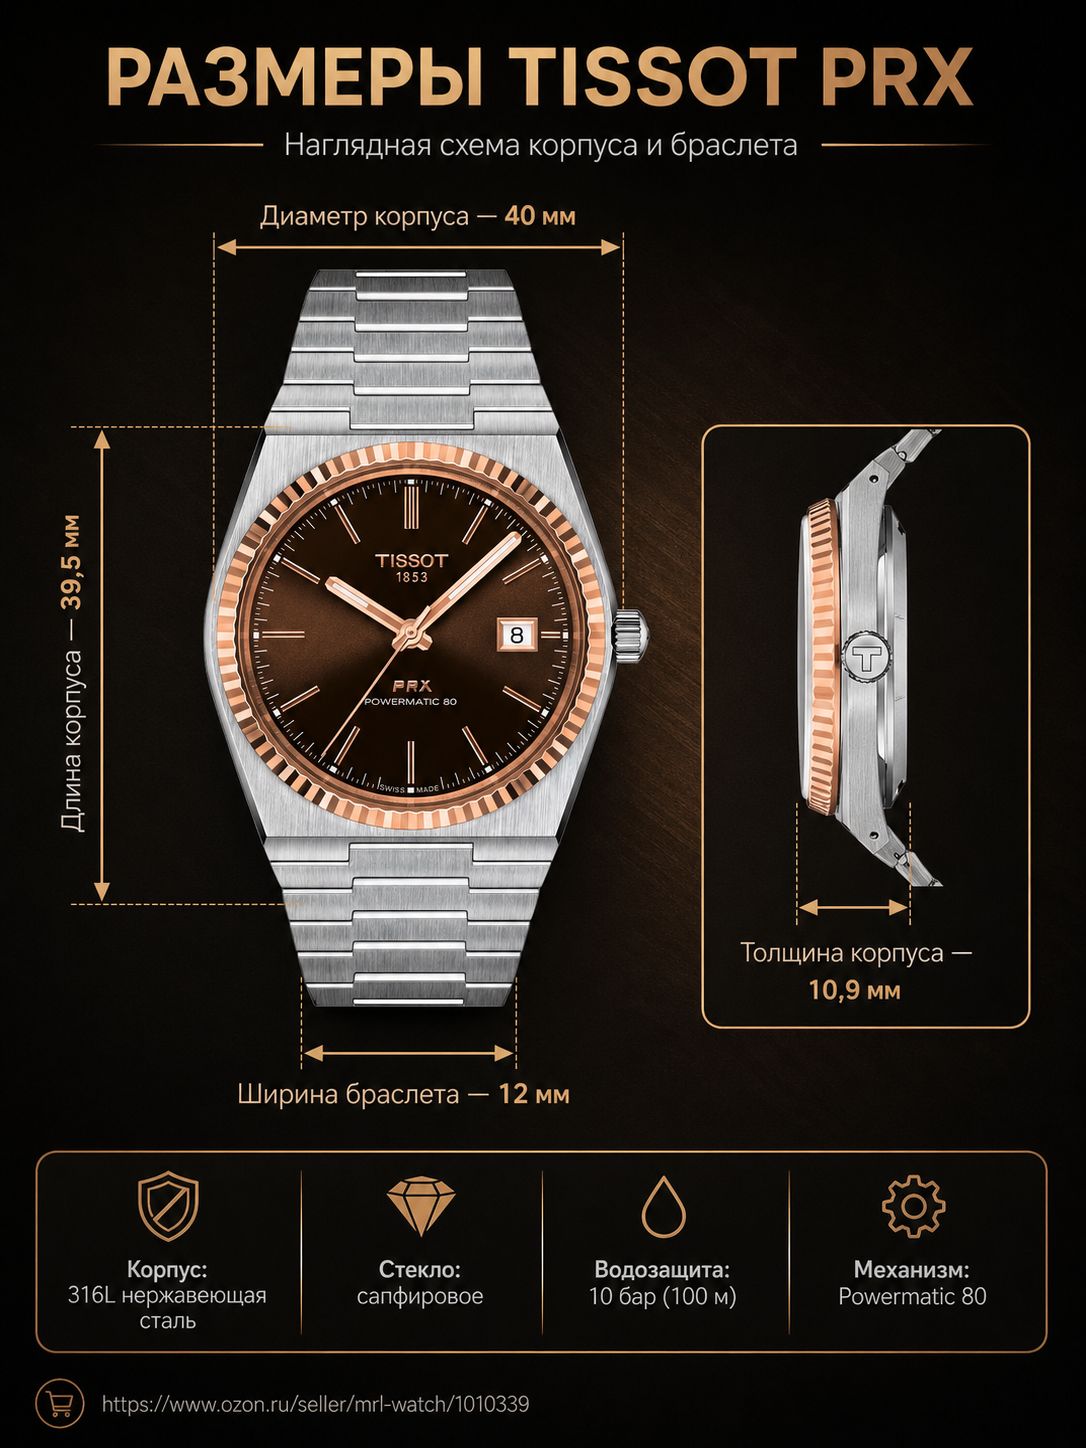 РАЗМЕРЫ TISSOT PRX
Наглядная схема корпуса и браслета
Диаметр корпуса — 40 мм
Длина корпуса — 39,5 мм
TISSOT
1853
8
PRX
POWERMATIC 80
SWISS MADE
T
Толщина корпуса —
10,9 мм
Ширина браслета — 12 мм
Корпус:
316L нержавеющая
сталь
Стекло:
сапфировое
Водозащита:
10 бар (100 м)
Механизм:
Powermatic 80
https://www.ozon.ru/seller/mrl-watch/1010339